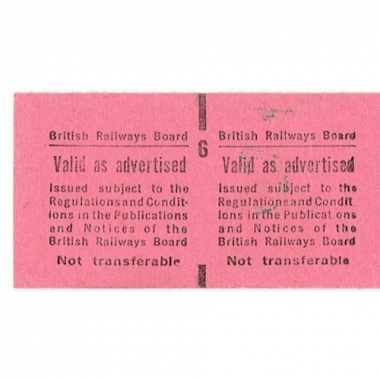 British Railways Board
Valid as advertised
Issued subject to the
Regulations and Condit-
ions in the Publications
and Notices of the
British Railways Board
Not transferable
6
British Railways Board
Valid as advertised
Issued subject to the
Regulations and Condit
ions in the Publications
and Notices of the
British Railways Board
Not transferable